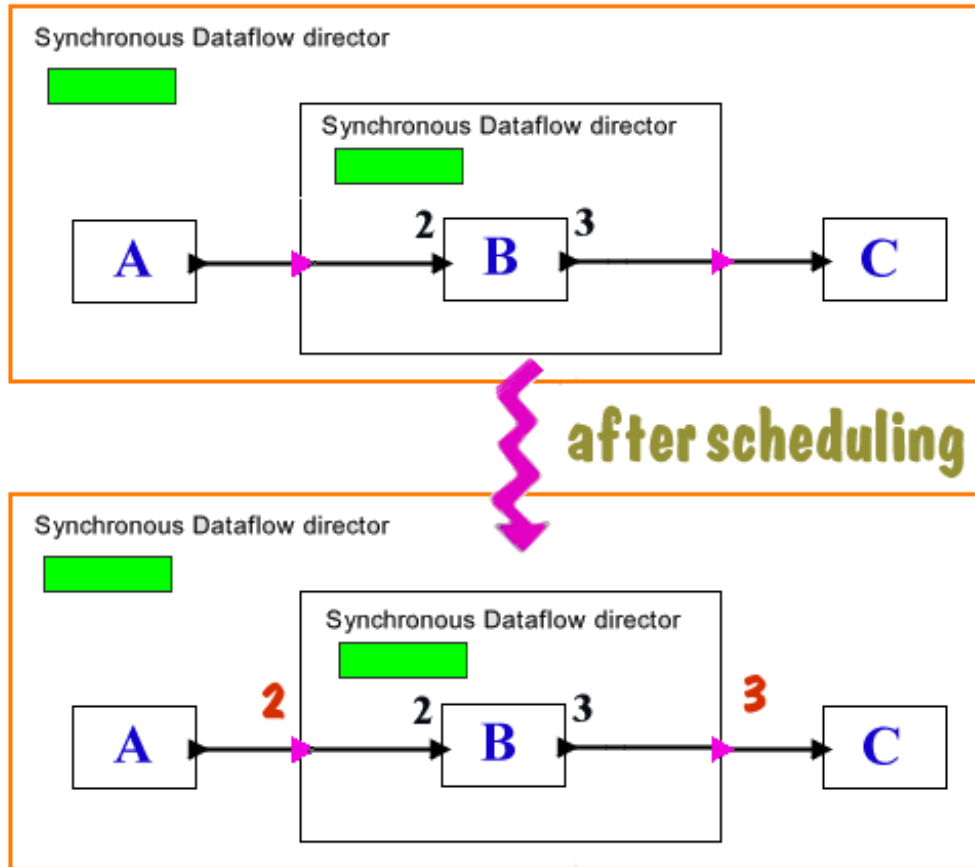 Synchronous Dataflow director
Synchronous Dataflow director
2 3
A B C
after scheduling
Synchronous Dataflow director
Synchronous Dataflow director
2 2 3 3
A B C